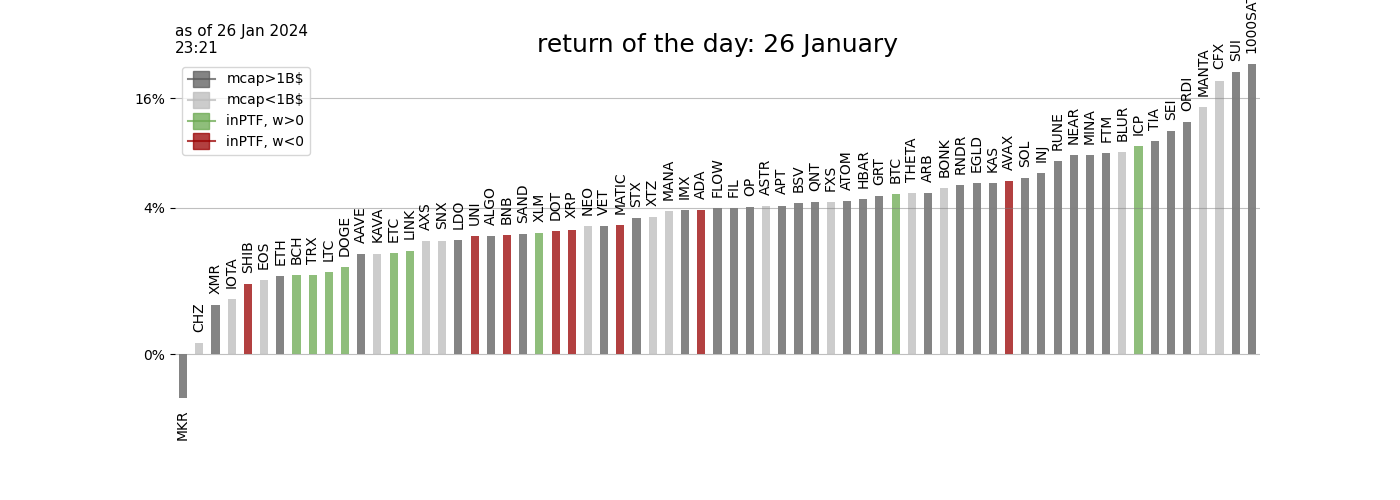 as of 26 Jan 2024
23:21
return of the day: 26 January
mcap>1B$
mcap<1B$
inPTF, w>0
inPTF, w<0
16%
4%
0%
MKR
CHZ
XMR
IOTA
SHIB
EOS
ETH
BCH
TRX
LTC
DOGE
AAVE
KAVA
ETC
LINK
AXS
SNX
LDO
UNI
ALGO
BNB
SAND
XLM
DOT
XRP
NEO
VET
MATIC
STX
XTZ
MANA
IMX
ADA
FLOW
FIL
OP
ASTR
APT
BSV
QNT
FXS
ATOM
HBAR
GRT
BTC
THETA
ARB
BONK
RNDR
EGLD
KAS
AVAX
SOL
INJ
RUNE
NEAR
MINA
FTM
BLUR
ICP
TIA
SEI
ORDI
MANTA
CFX
SUI